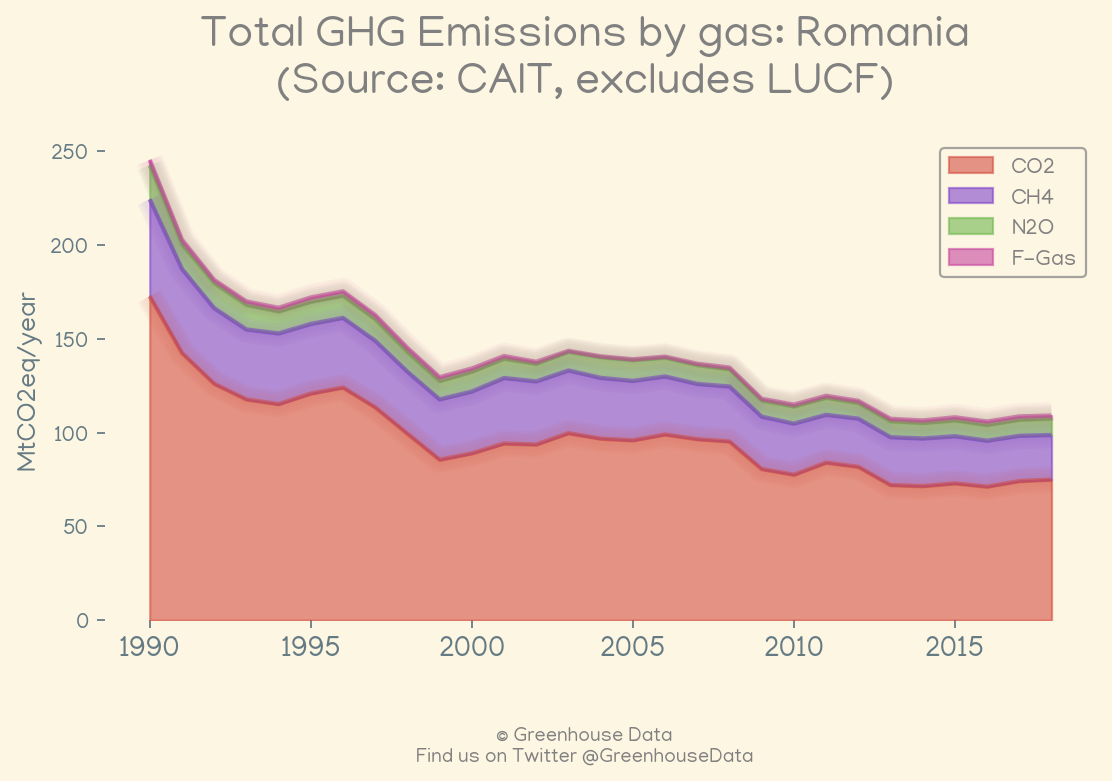 Total GHG Emissions by gas: Romania
(Source: CAIT, excludes LUCF)
250
200
150
100
50
0
MtCO2eq/year
CO2
CH4
N2O
F-Gas
1990 1995 2000 2005 2010 2015
© Greenhouse Data
Find us on Twitter @GreenhouseData